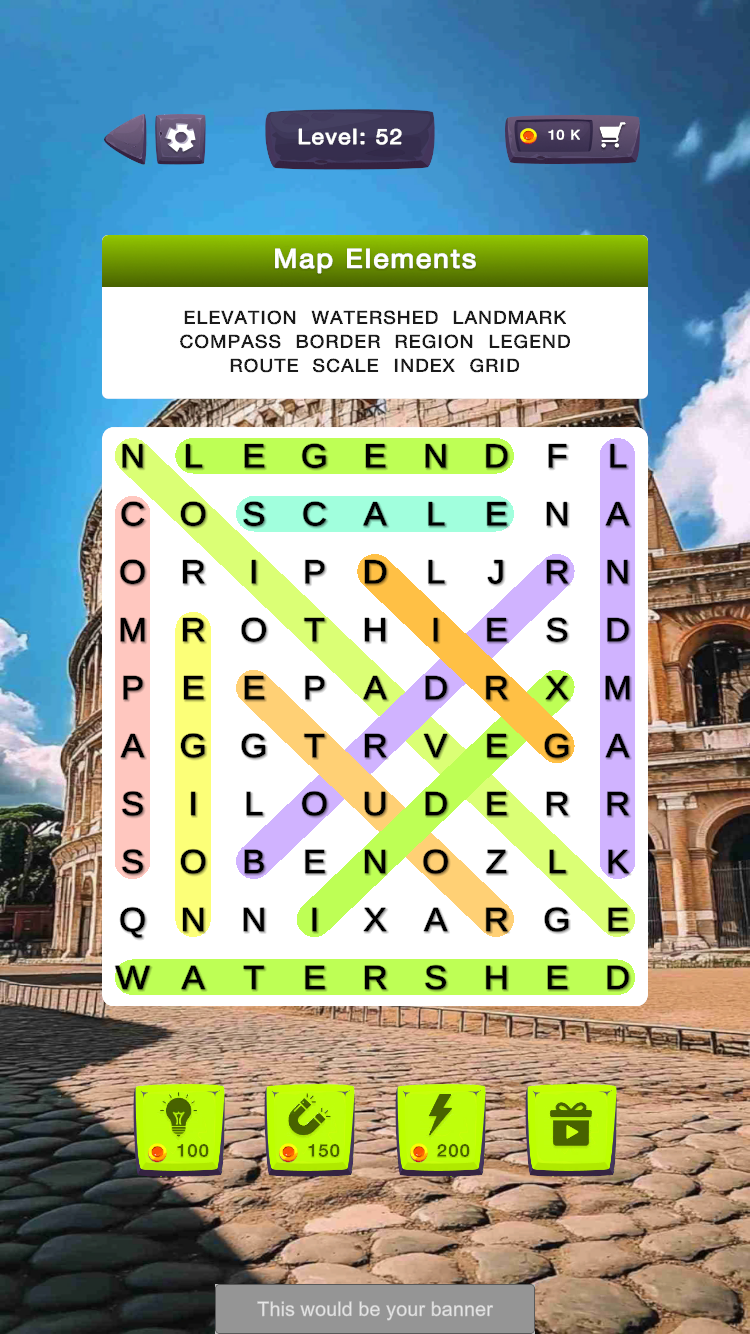 Level: 52
10 K
Map Elements
ELEVATION WATERSHED LANDMARK
COMPASS BORDER REGION LEGEND
ROUTE SCALE INDEX GRID
N L E G E N D F L
C O S C A L E N A
O R I P D L J R N
M R O T H I E S D
P E E P A D R X M
A G G T R V E G A
S I L O U D E R R
S O B E N O Z L K
Q N N I X A R G E
W A T E R S H E D
100 150 200
This would be your banner